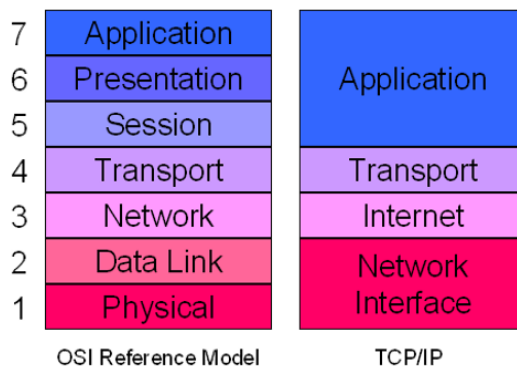 7 Application
6 Presentation
5 Session
4 Transport
3 Network
2 Data Link
1 Physical
OSI Reference Model
Application
Transport
Internet
Network
Interface
TCP/IP